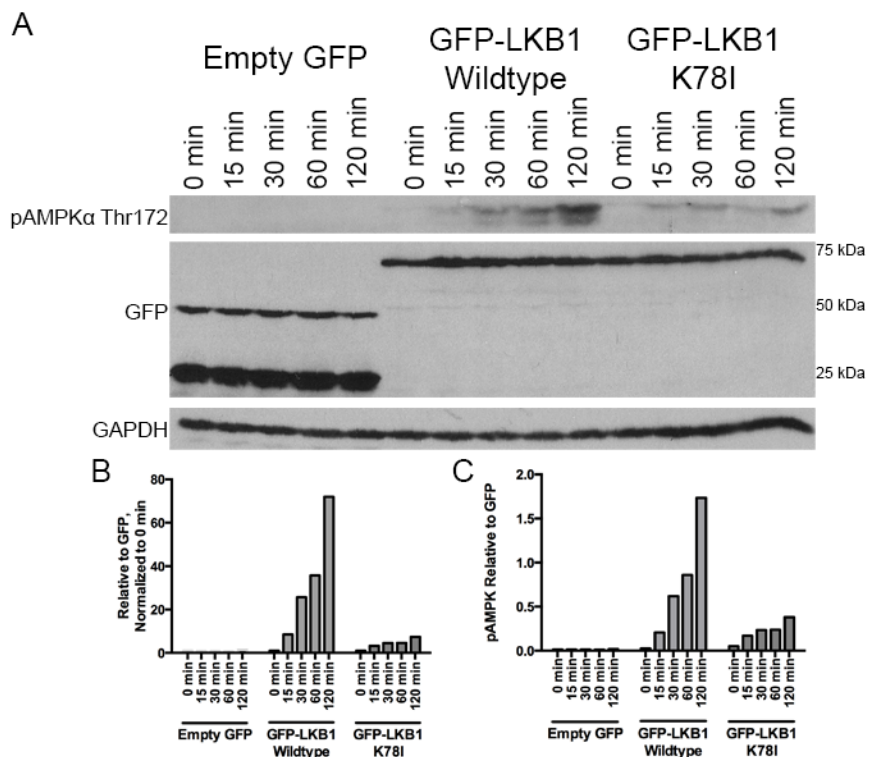 A
Empty GFP
GFP-LKB1
Wildtype
GFP-LKB1
K78I
0 min
15 min
30 min
60 min
120 min
0 min
15 min
30 min
60 min
120 min
0 min
15 min
30 min
60 min
120 min
pAMPKα Thr172
75 kDa
GFP
50 kDa
25 kDa
GAPDH
B
Relative to GFP,
Normalized to 0 min
80
60
40
20
0
0 min
15 min
30 min
60 min
120 min
0 min
15 min
30 min
60 min
120 min
0 min
15 min
30 min
60 min
120 min
Empty GFP
GFP-LKB1
Wildtype
GFP-LKB1
K78I
C
pAMPK Relative to GFP
2.0
1.5
1.0
0.5
0.0
0 min
15 min
30 min
60 min
120 min
0 min
15 min
30 min
60 min
120 min
0 min
15 min
30 min
60 min
120 min
Empty GFP
GFP-LKB1
Wildtype
GFP-LKB1
K78I